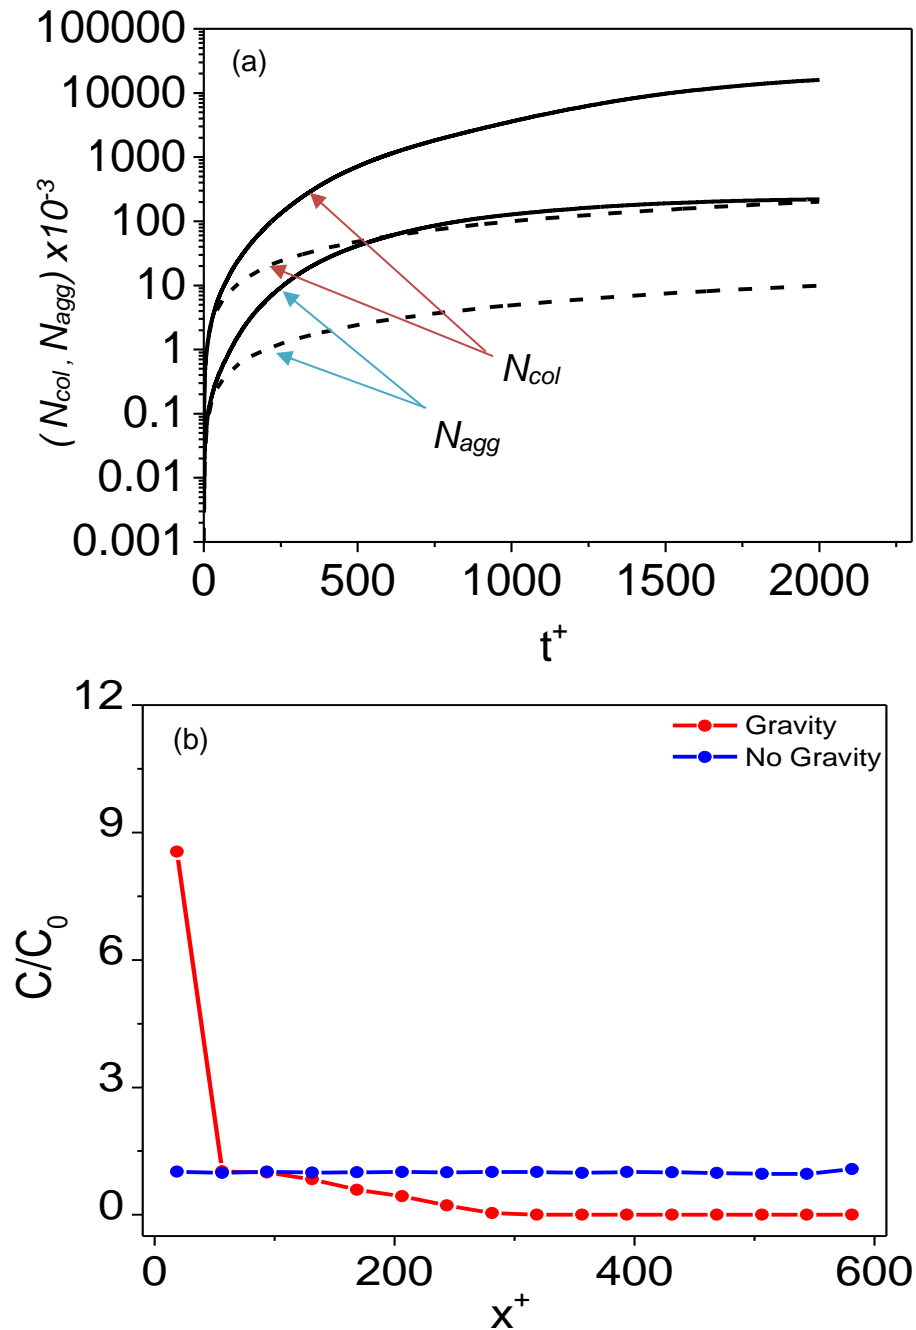 (a)
(N_col, N_agg) x10^-3
100000
10000
1000
100
10
1
0.1
0.01
0.001
N_col
N_agg
0 500 1000 1500 2000
t^+
(b)
Gravity
No Gravity
C/C_0
12
9
6
3
0
0 200 400 600
x^+